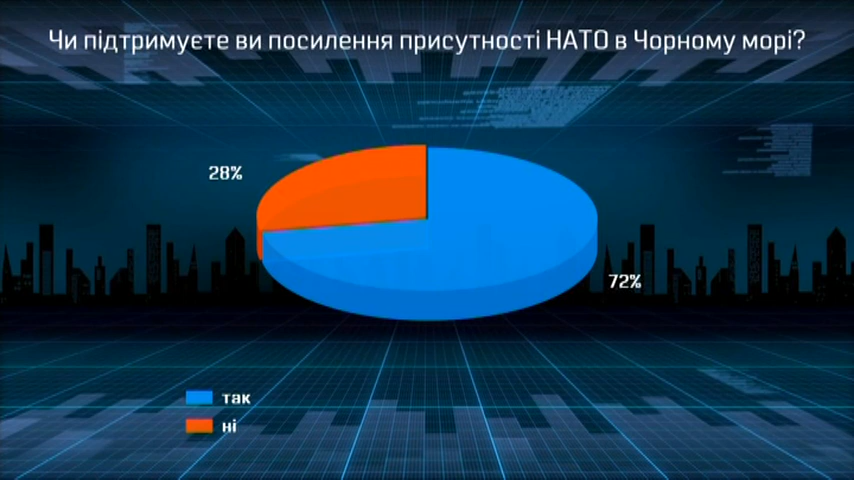 Чи підтримуєте ви посилення присутності НАТО в Чорному морі?
28%
72%
так
ні